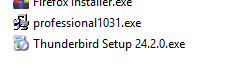 Firefox Installer.exe
professional1031.exe
Thunderbird Setup 24.2.0.exe